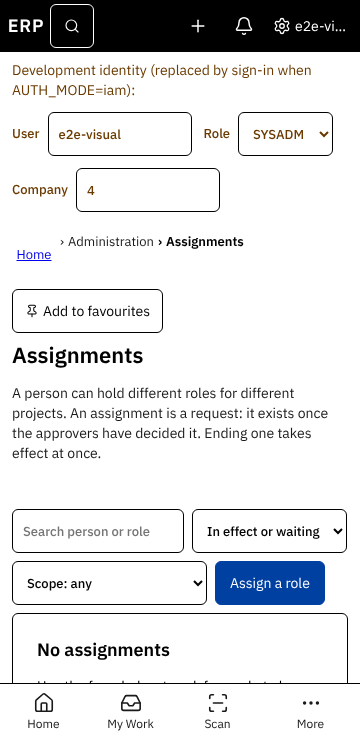 ERP
e2e-vi...
Development identity (replaced by sign-in when
AUTH_MODE=iam):
User e2e-visual Role SYSADM
Company 4
Home › Administration › Assignments
Add to favourites
Assignments
A person can hold different roles for different
projects. An assignment is a request: it exists once
the approvers have decided it. Ending one takes
effect at once.
Search person or role In effect or waiting
Scope: any Assign a role
No assignments
Home My Work Scan More